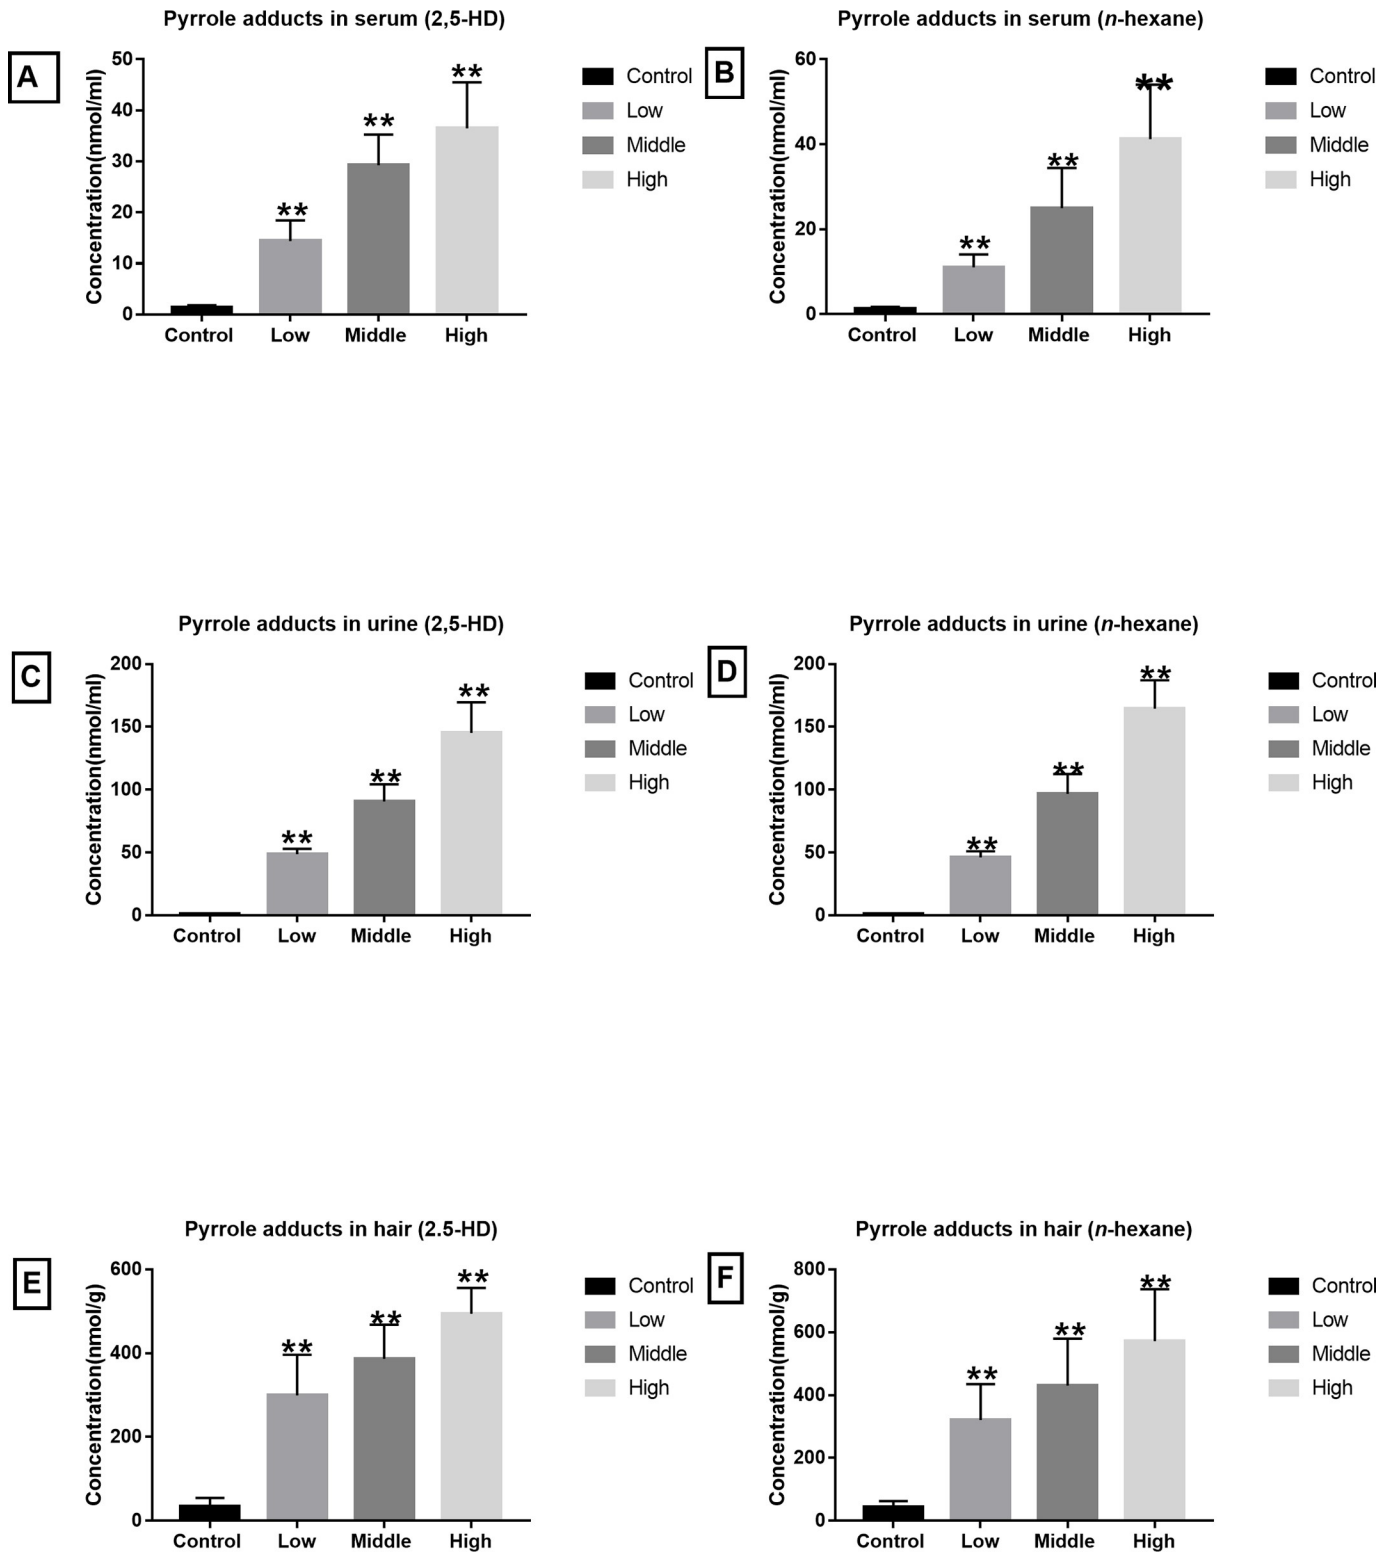 Pyrrole adducts in serum (2,5-HD)
A
Concentration(nmol/ml)
50
40
30
20
10
0
**
**
**
Control
Low
Middle
High
Control
Low
Middle
High
Pyrrole adducts in serum (n-hexane)
B
Concentration(nmol/ml)
60
40
20
0
**
**
**
Control
Low
Middle
High
Control
Low
Middle
High
Pyrrole adducts in urine (2,5-HD)
C
Concentration(nmol/ml)
200
150
100
50
0
**
**
**
Control
Low
Middle
High
Control
Low
Middle
High
Pyrrole adducts in urine (n-hexane)
D
Concentration(nmol/ml)
200
150
100
50
0
**
**
**
Control
Low
Middle
High
Control
Low
Middle
High
Pyrrole adducts in hair (2.5-HD)
E
Concentration(nmol/g)
600
400
200
0
**
**
**
Control
Low
Middle
High
Control
Low
Middle
High
Pyrrole adducts in hair (n-hexane)
F
Concentration(nmol/g)
800
600
400
200
0
**
**
**
Control
Low
Middle
High
Control
Low
Middle
High